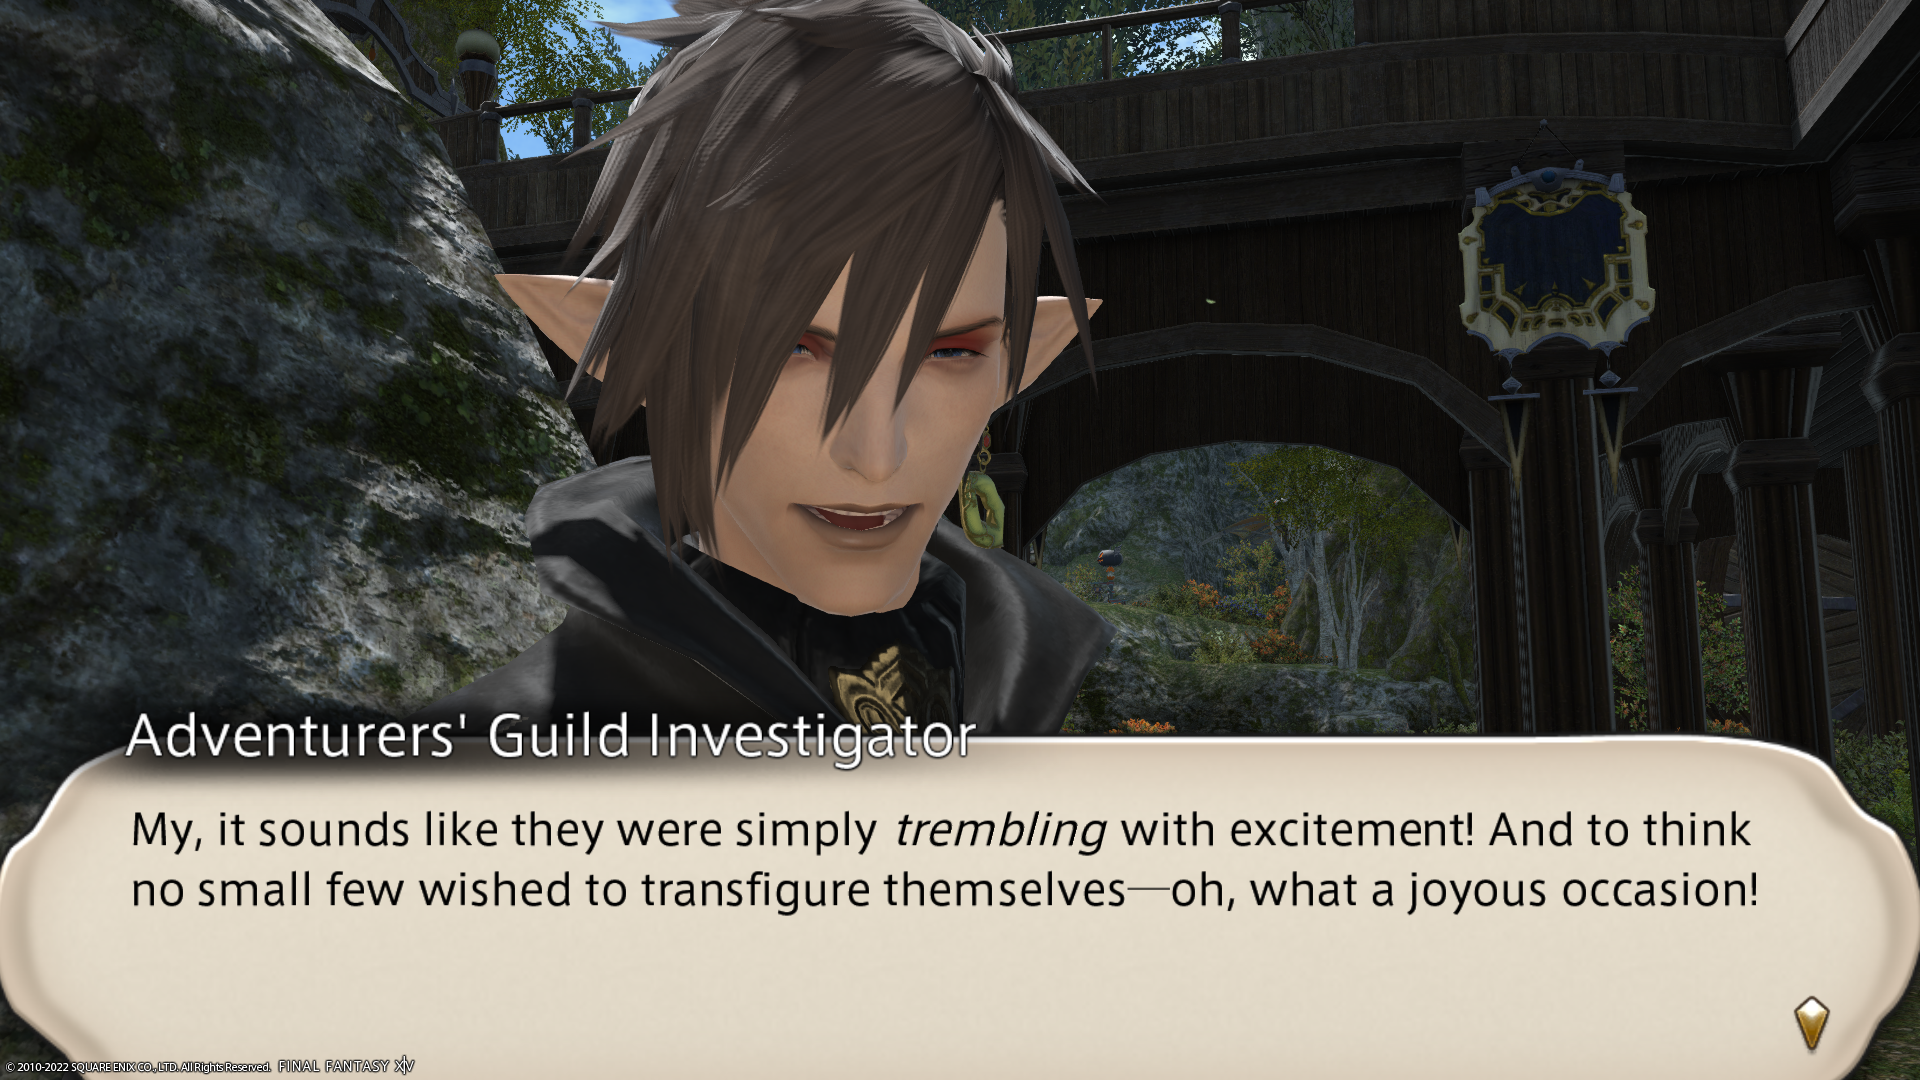 Adventurers' Guild Investigator
My, it sounds like they were simply trembling with excitement! And to think
no small few wished to transfigure themselves—oh, what a joyous occasion!
© 2010-2022 SQUARE ENIX CO., LTD. All Rights Reserved. FINAL FANTASY XIV